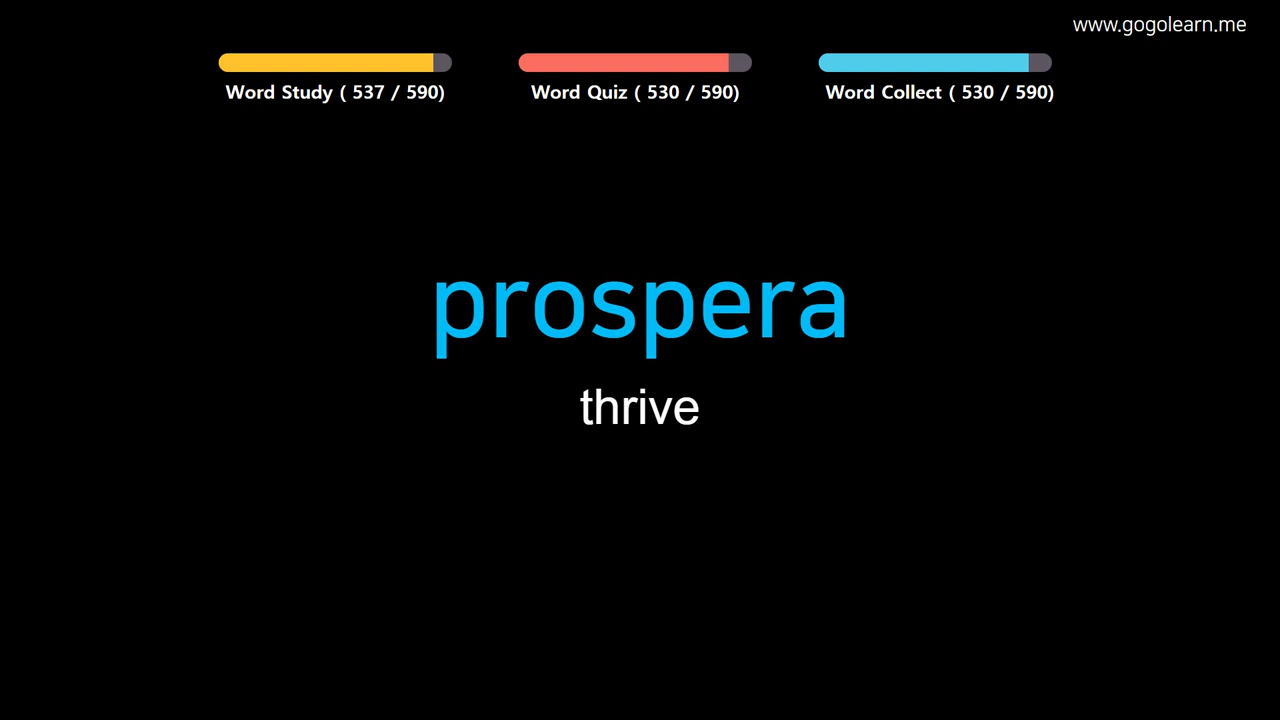 www.gogolearn.me
Word Study ( 537 / 590)
Word Quiz ( 530 / 590)
Word Collect ( 530 / 590)
prospera
thrive